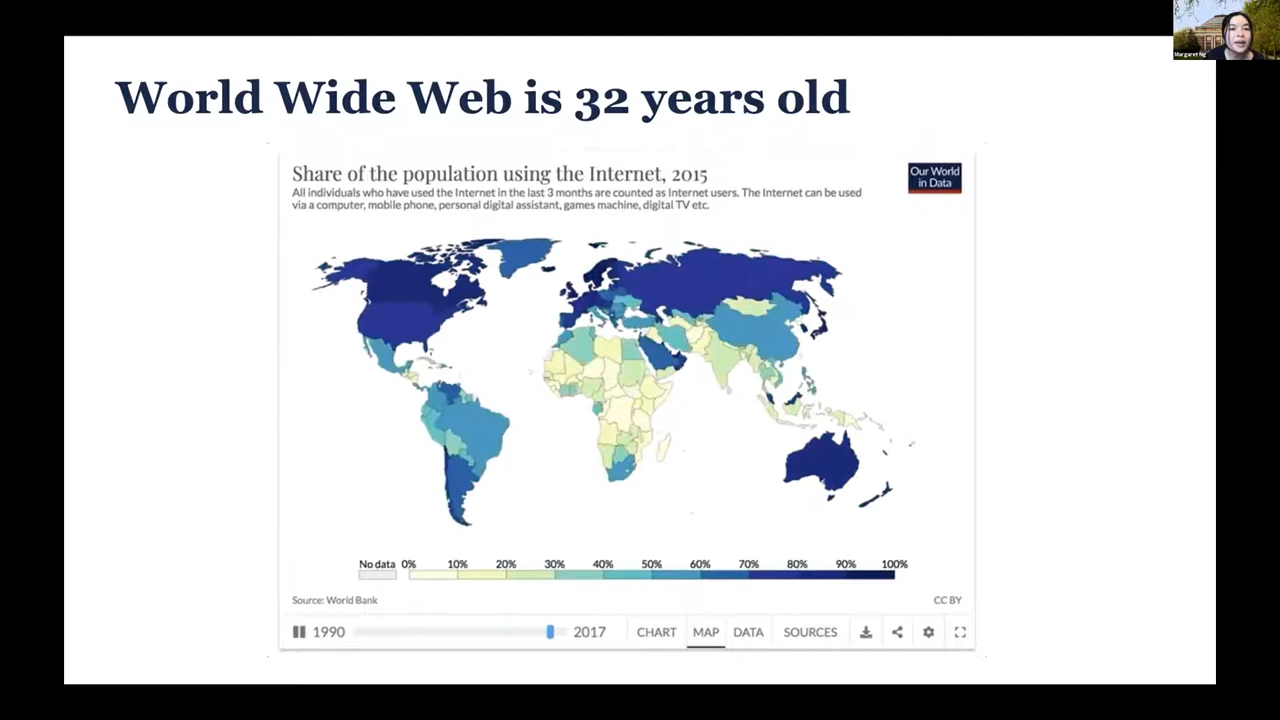 World Wide Web is 32 years old
Margaret Ng
Share of the population using the Internet, 2015
All individuals who have used the Internet in the last 3 months are counted as Internet users. The Internet can be used
via a computer, mobile phone, personal digital assistant, games machine, digital TV etc.
Our World
in Data
No data 0% 10% 20% 30% 40% 50% 60% 70% 80% 90% 100%
Source: World Bank
CC BY
1990 2017 CHART MAP DATA SOURCES